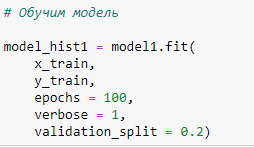 # Обучим модель
model_hist1 = model1.fit(
    x_train,
    y_train,
    epochs = 100,
    verbose = 1,
    validation_split = 0.2)